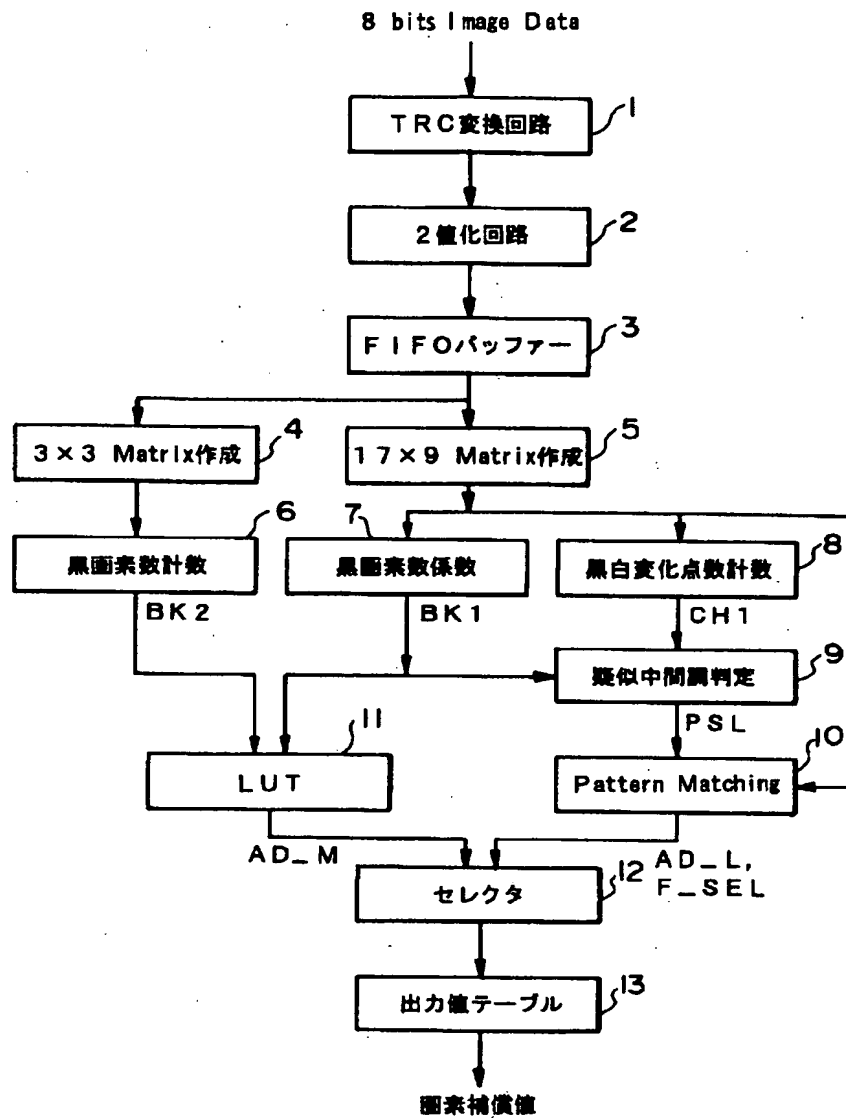 8 bits Image Data
TRC変換回路
1
2値化回路
2
FIFOバッファー
3
3×3 Matrix作成
4
17×9 Matrix作成
5
黒画素数計数
6
黒画素数係数
7
黒白変化点数計数
8
BK2
BK1
CH1
疑似中間調判定
9
PSL
LUT
11
Pattern Matching
10
AD_M
AD_L,
F_SEL
セレクタ
12
出力値テーブル
13
画素補償値